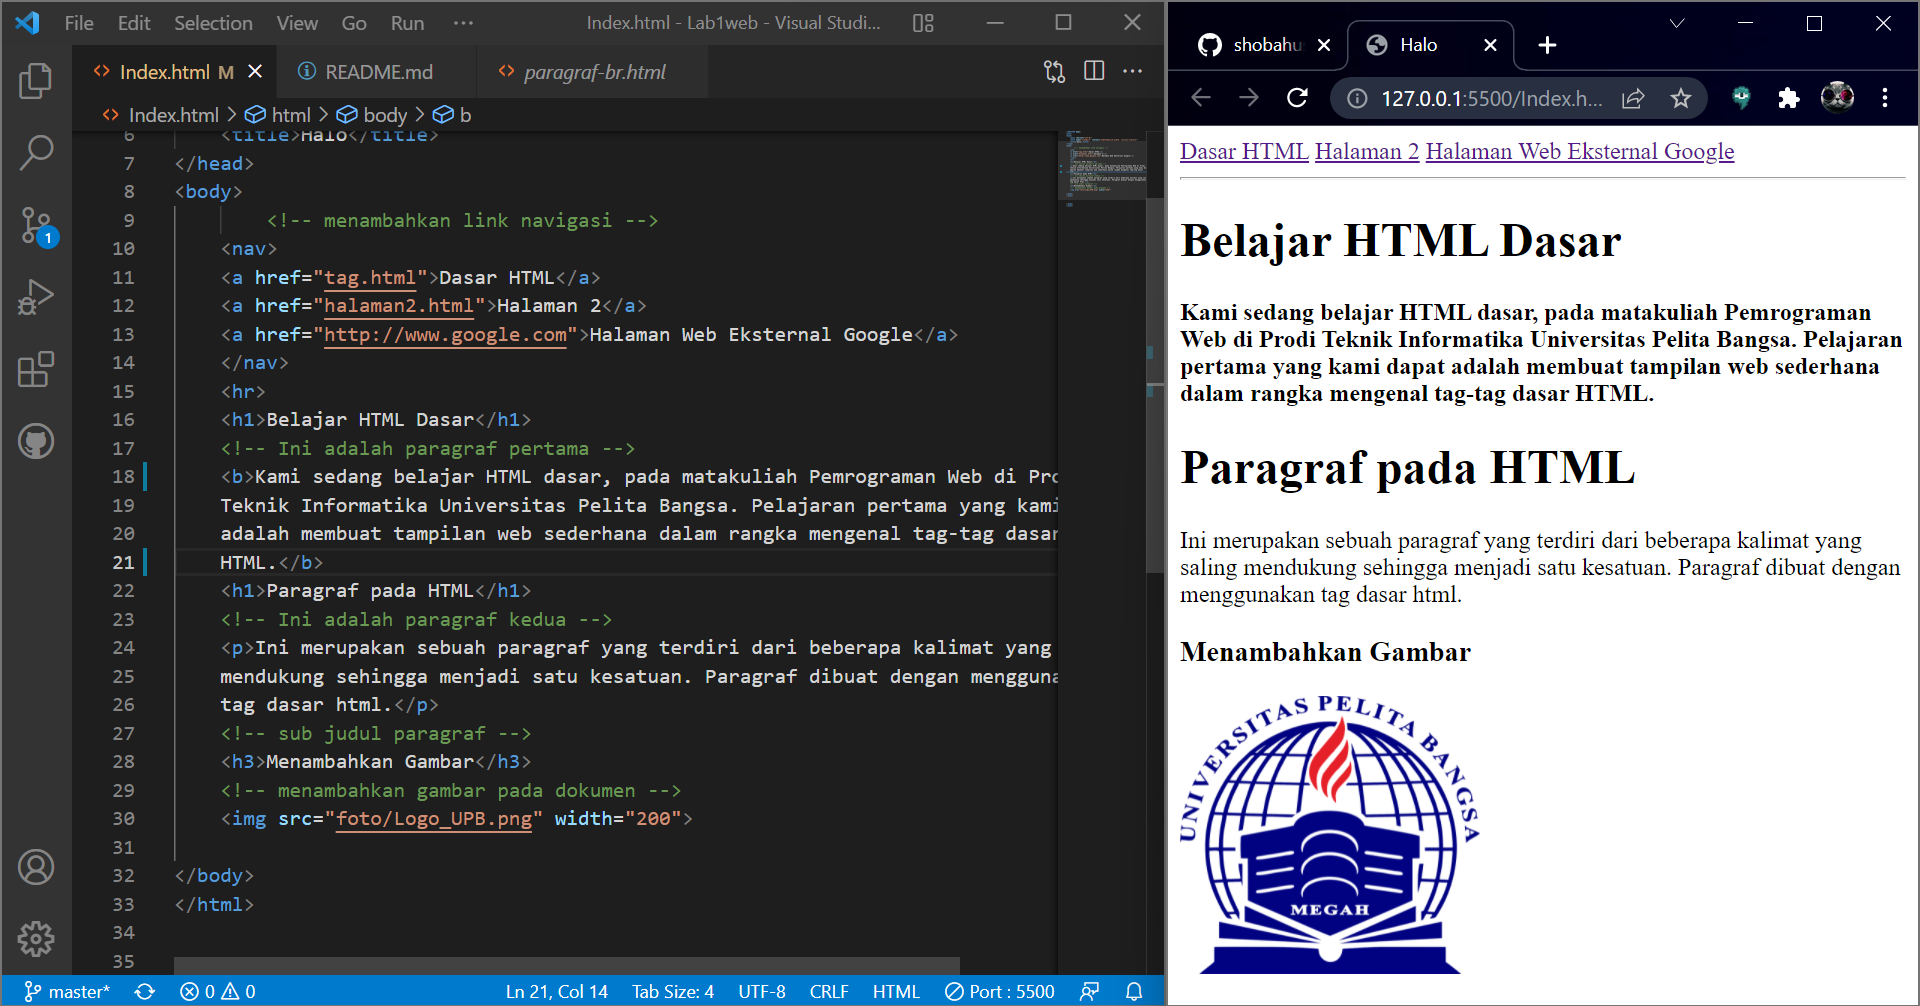 File Edit Selection View Go Run ··· Index.html - Lab1web - Visual Studi...
Index.html M README.md paragraf-br.html
Index.html > html > body > b
6 <title>Halo</title>
7 </head>
8 <body>
9 <!-- menambahkan link navigasi -->
10 <nav>
11 <a href="tag.html">Dasar HTML</a>
12 <a href="halaman2.html">Halaman 2</a>
13 <a href="http://www.google.com">Halaman Web Eksternal Google</a>
14 </nav>
15 <hr>
16 <h1>Belajar HTML Dasar</h1>
17 <!-- Ini adalah paragraf pertama -->
18 <b>Kami sedang belajar HTML dasar, pada matakuliah Pemrograman Web di Pro
19 Teknik Informatika Universitas Pelita Bangsa. Pelajaran pertama yang kami
20 adalah membuat tampilan web sederhana dalam rangka mengenal tag-tag dasar
21 HTML.</b>
22 <h1>Paragraf pada HTML</h1>
23 <!-- Ini adalah paragraf kedua -->
24 <p>Ini merupakan sebuah paragraf yang terdiri dari beberapa kalimat yang
25 mendukung sehingga menjadi satu kesatuan. Paragraf dibuat dengan mengguna
26 tag dasar html.</p>
27 <!-- sub judul paragraf -->
28 <h3>Menambahkan Gambar</h3>
29 <!-- menambahkan gambar pada dokumen -->
30 <img src="foto/Logo_UPB.png" width="200">
31
32 </body>
33 </html>
34
35
1
master* 0 0 Ln 21, Col 14 Tab Size: 4 UTF-8 CRLF HTML Port : 5500
shobahu Halo
127.0.0.1:5500/Index.h...
Dasar HTML Halaman 2 Halaman Web Eksternal Google
Belajar HTML Dasar
Kami sedang belajar HTML dasar, pada matakuliah Pemrograman
Web di Prodi Teknik Informatika Universitas Pelita Bangsa. Pelajaran
pertama yang kami dapat adalah membuat tampilan web sederhana
dalam rangka mengenal tag-tag dasar HTML.
Paragraf pada HTML
Ini merupakan sebuah paragraf yang terdiri dari beberapa kalimat yang
saling mendukung sehingga menjadi satu kesatuan. Paragraf dibuat dengan
menggunakan tag dasar html.
Menambahkan Gambar
UNIVERSITAS PELITA BANGSA
MEGAH